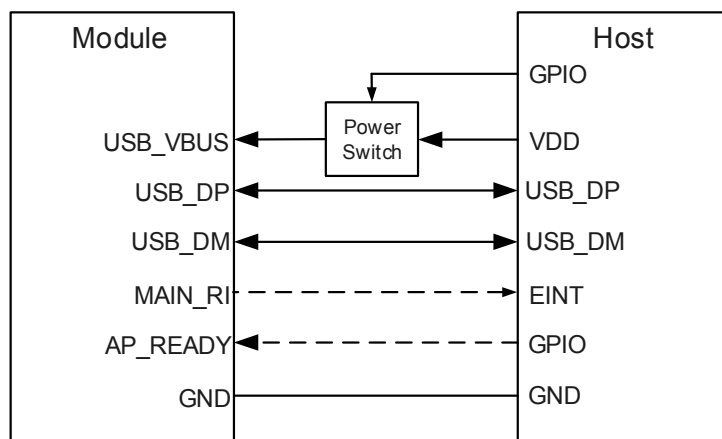 Module
Host
GPIO
Power
Switch
USB_VBUS
VDD
USB_DP
USB_DP
USB_DM
USB_DM
MAIN_RI
EINT
AP_READY
GPIO
GND
GND